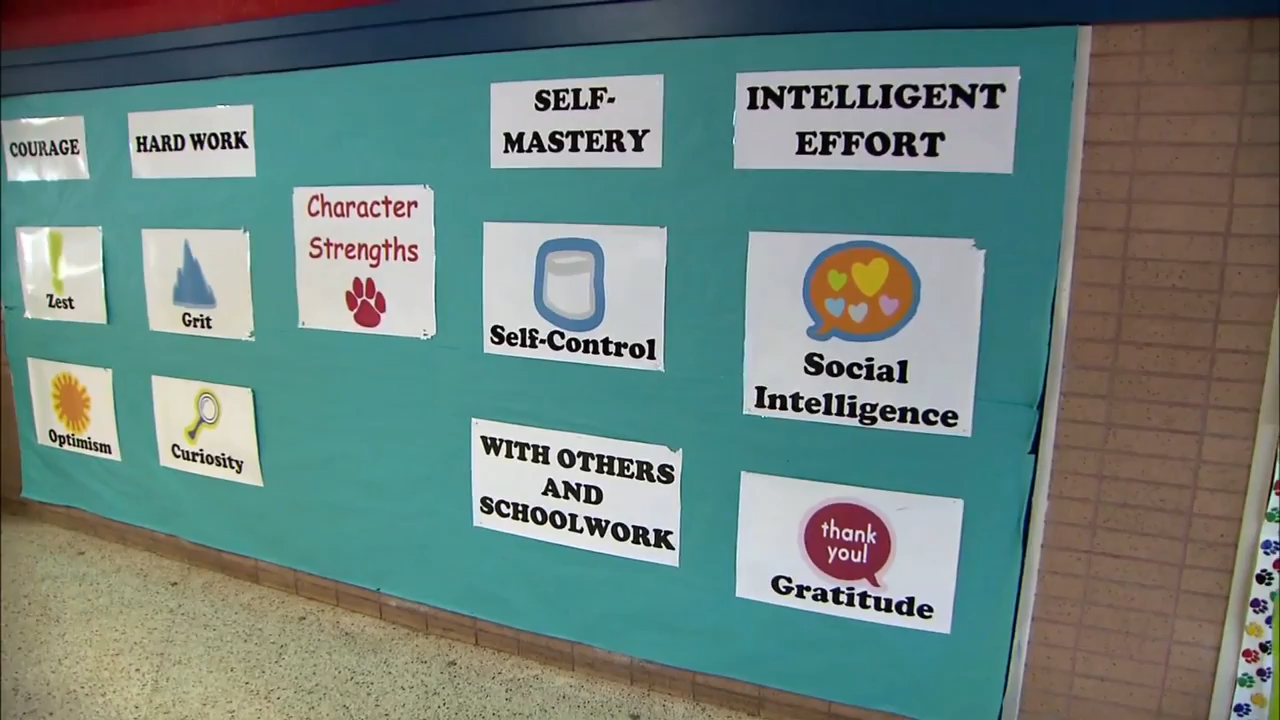 COURAGE
Zest
Optimism
HARD WORK
Grit
Curiosity
Character
Strengths
SELF-
MASTERY
Self-Control
WITH OTHERS
AND
SCHOOLWORK
INTELLIGENT
EFFORT
Social
Intelligence
thank
you!
Gratitude